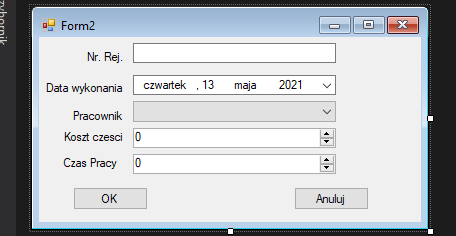 Form2
Nr. Rej.
Data wykonania czwartek , 13 maja 2021
Pracownik
Koszt czesci 0
Czas Pracy 0
OK Anuluj